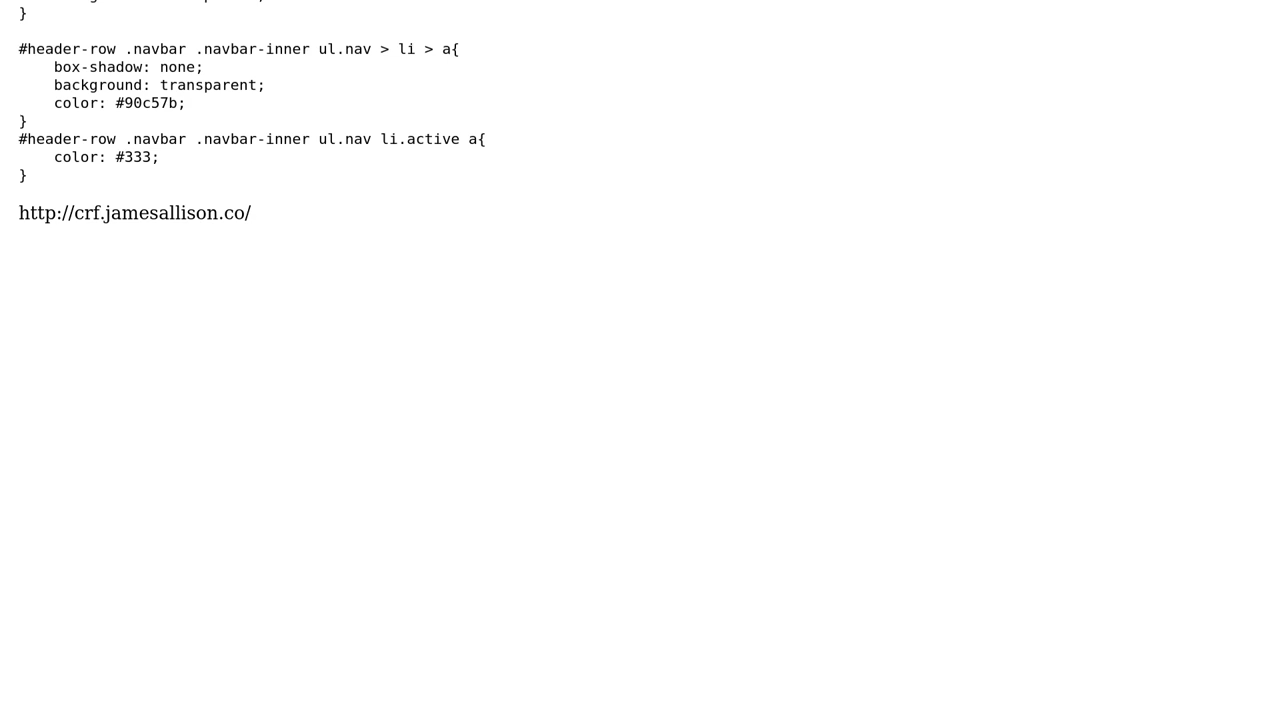 }

#header-row .navbar .navbar-inner ul.nav > li > a{
    box-shadow: none;
    background: transparent;
    color: #90c57b;
}
#header-row .navbar .navbar-inner ul.nav li.active a{
    color: #333;
}

http://crf.jamesallison.co/